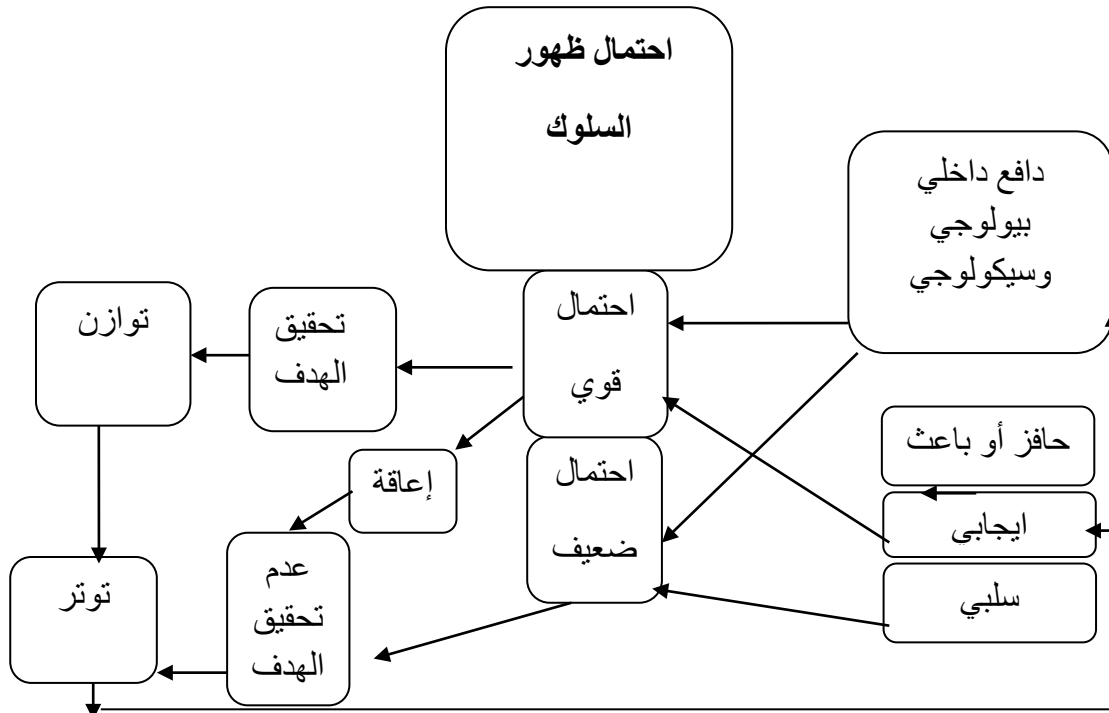 احتمال ظهور
السلوك
دافع داخلي
بيولوجي
وسيكولوجي
احتمال
قوي
تحقيق
الهدف
توازن
حافز أو باعث
احتمال
ضعيف
إعاقة
ايجابي
سلبي
عدم
تحقيق
الهدف
توتر